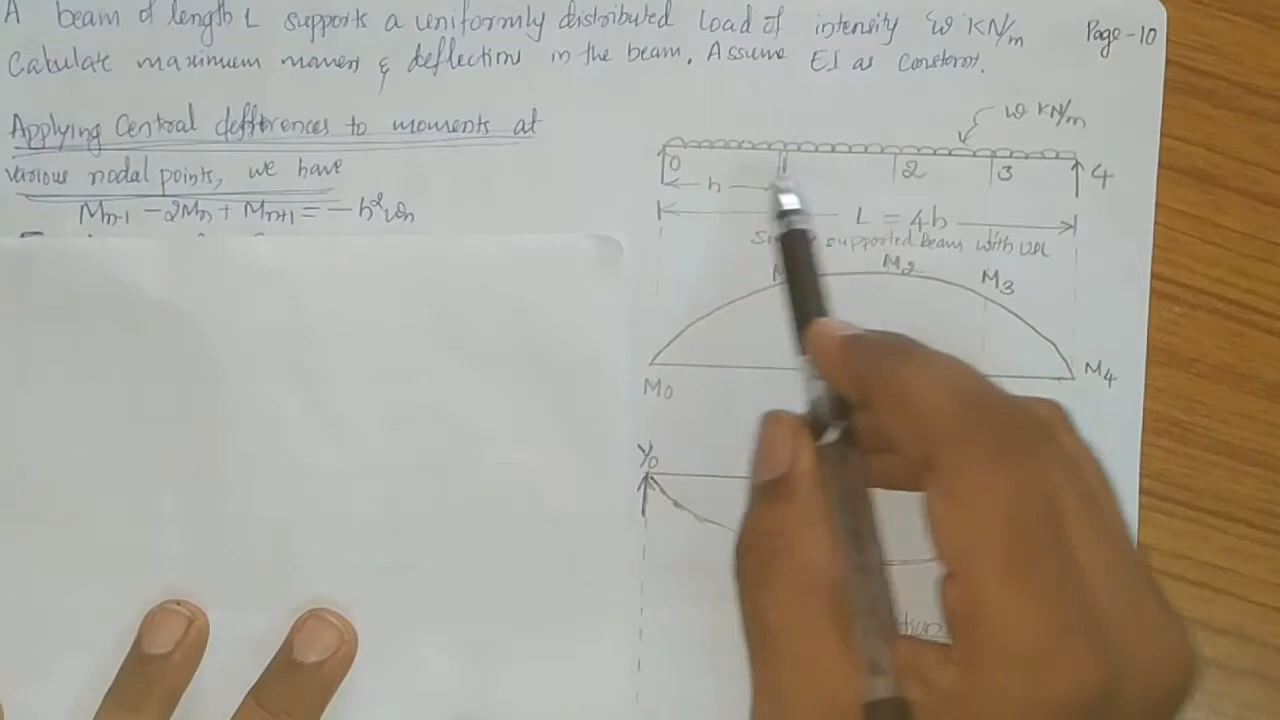 A beam of length L supports a uniformly distributed load of intensity w KN/m
Page-10
Calculate maximum moment & deflection in the beam. Assume EI as constant.
Applying Central defferences to moments at
various nodal points, we have
Mn-1 - 2Mn + Mn+1 = -h²wn
w KN/m
0 1 2 3 4
h
L = 4h
supported Beam with UDL
M2
M3
M0
M4
Y0